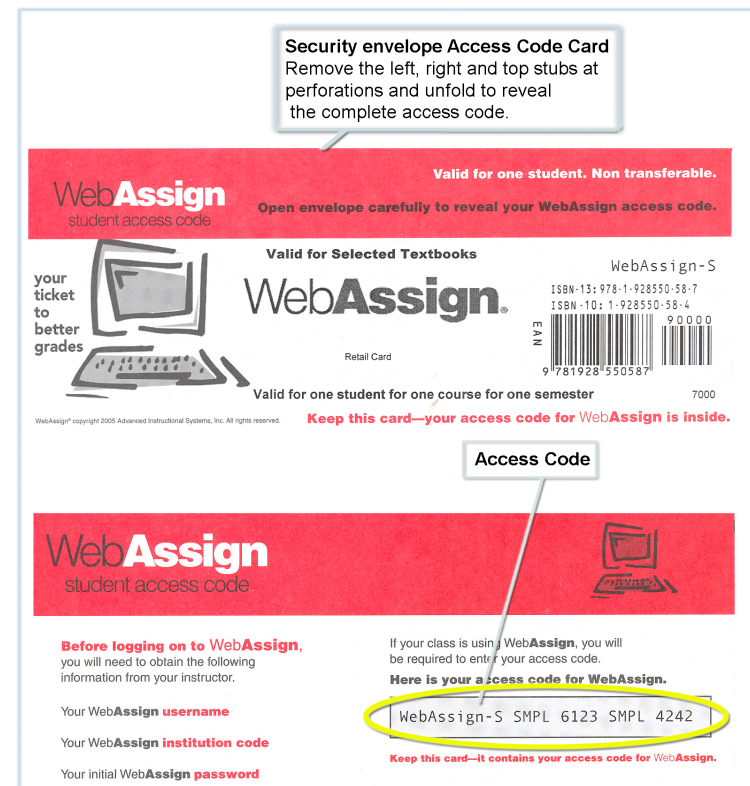 Security envelope Access Code Card
Remove the left, right and top stubs at
perforations and unfold to reveal
the complete access code.
Valid for one student. Non transferable.
WebAssign
student access code
Open envelope carefully to reveal your WebAssign access code.
Valid for Selected Textbooks
WebAssign-S
your
ticket
to
better
grades
WebAssign®
ISBN-13: 978-1-928550-58-7
ISBN-10: 1-928550-58-4
90000
EAN
Retail Card
9 781928 550587
Valid for one student for one course for one semester
7000
WebAssign® copyright 2005 Advanced Instructional Systems, Inc. All rights reserved.
Keep this card—your access code for WebAssign is inside.
Access Code
WebAssign
student access code
Before logging on to WebAssign,
you will need to obtain the following
information from your instructor.
Your WebAssign username
Your WebAssign institution code
Your initial WebAssign password
If your class is using WebAssign, you will
be required to enter your access code.
Here is your access code for WebAssign.
WebAssign-S SMPL 6123 SMPL 4242
Keep this card—it contains your access code for WebAssign.